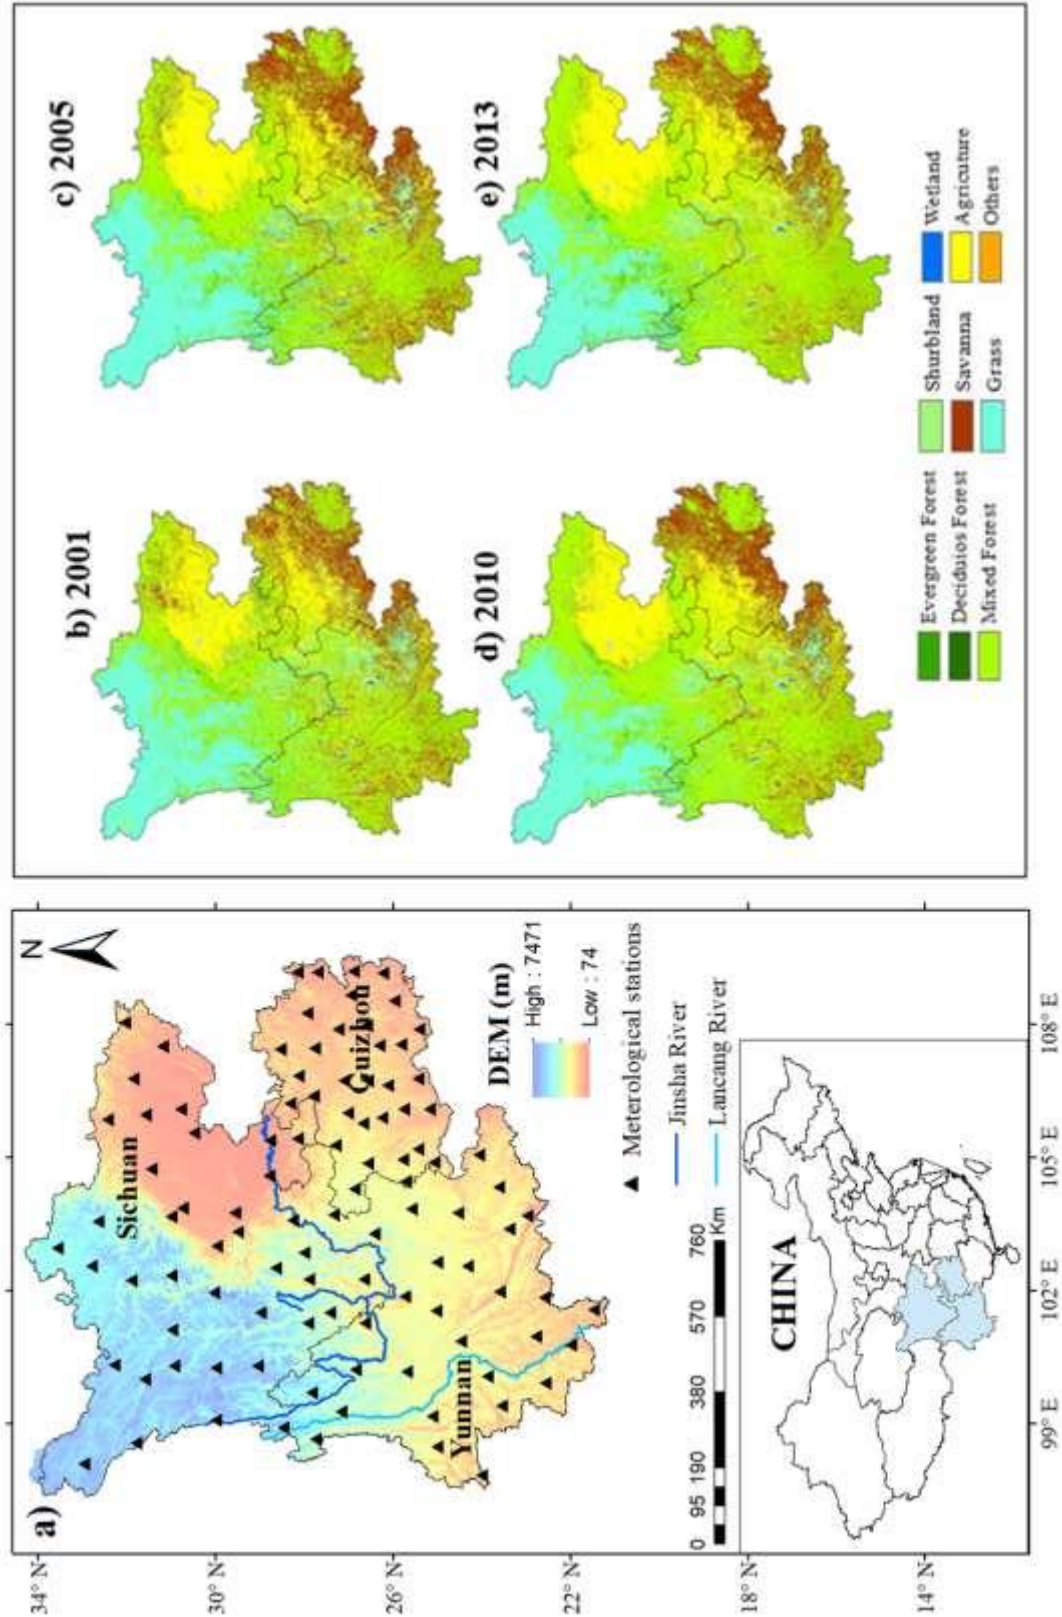 a)
N
34° N
30° N
26° N
22° N
18° N
14° N
Sichuan
Guizhou
Yunnan
DEM (m)
High : 7471
Low : 74
Meterological stations
Jinsha River
Lancang River
0 95 190 380 570 760
Km
CHINA
99° E 102° E 105° E 108° E
b) 2001
c) 2005
d) 2010
e) 2013
Evergreen Forest Shurbland Wetland
Deciduios Forest Savanna Agricuture
Mixed Forest Grass Others